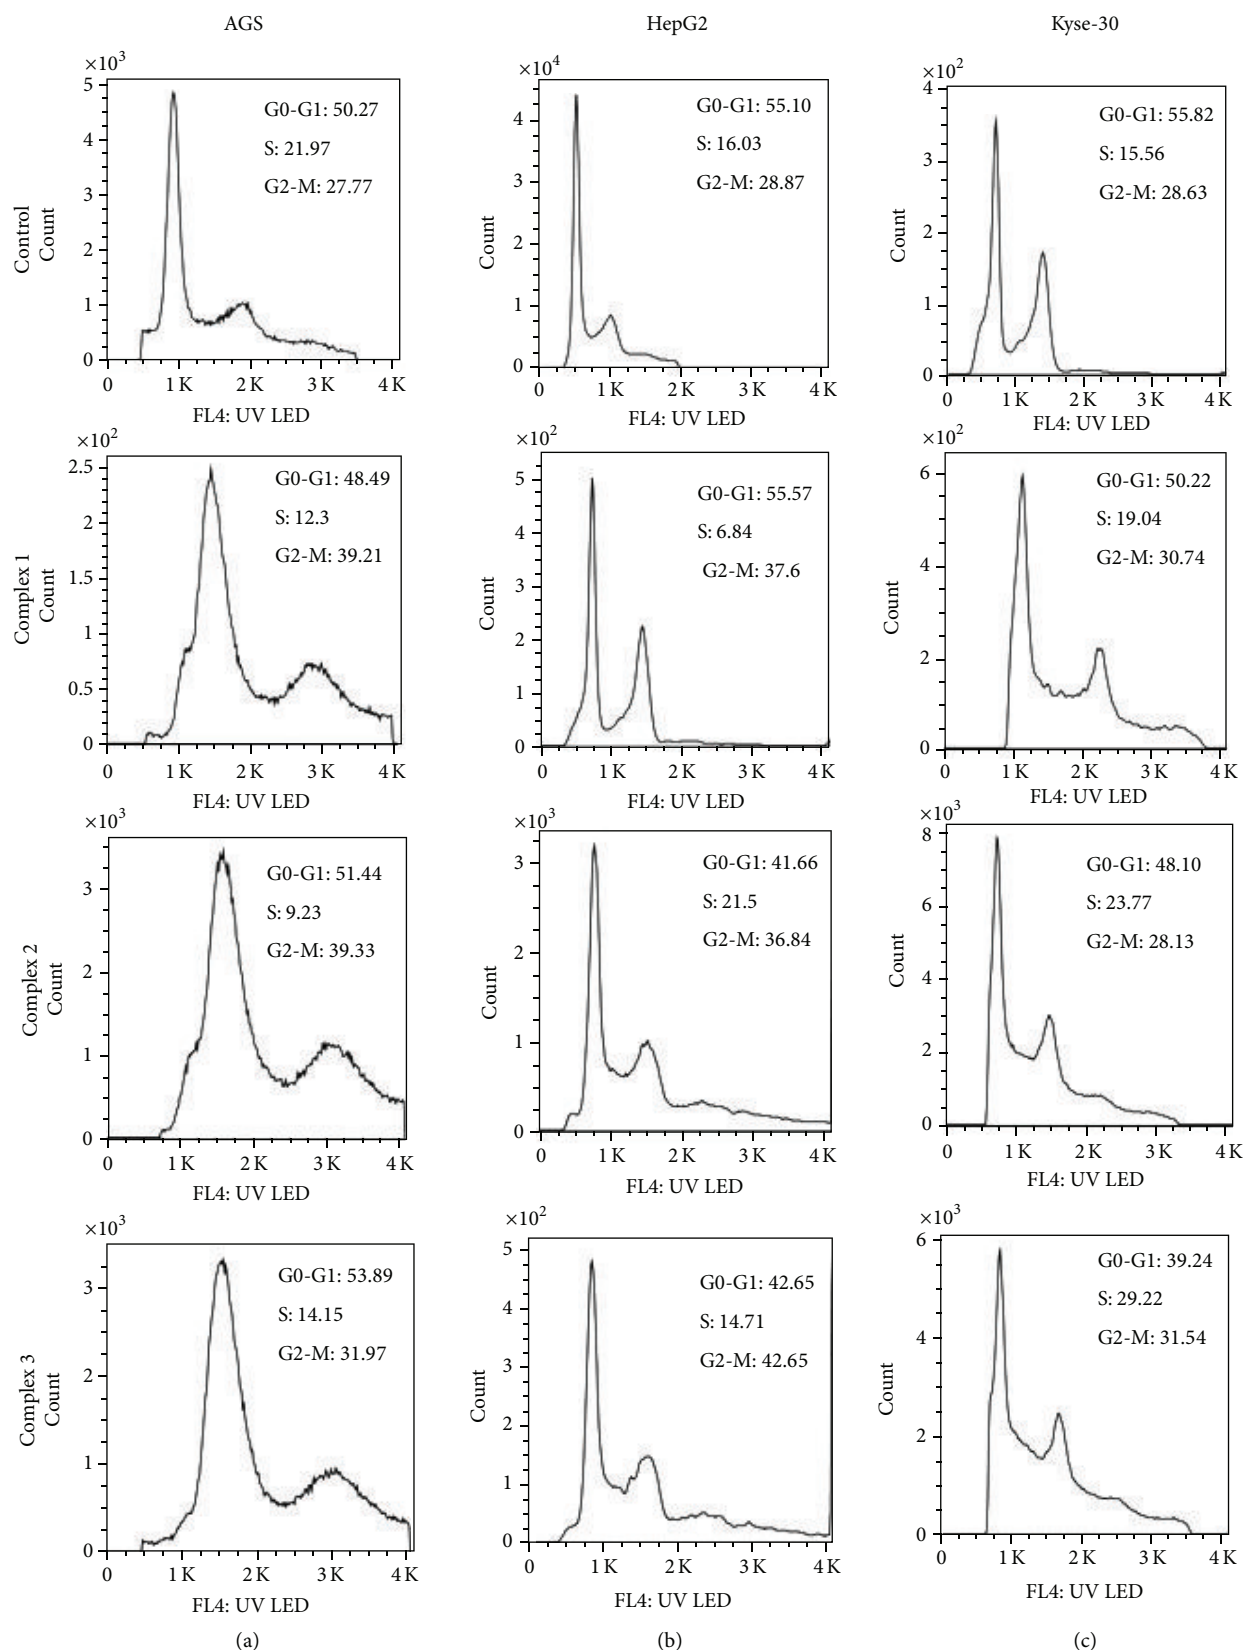 AGS HepG2 Kyse-30
×10³
5
4
3
2
1
0
0 1 K 2 K 3 K 4 K
Control
Count
FL4: UV LED
G0-G1: 50.27
S: 21.97
G2-M: 27.77
×10⁴
4
3
2
1
0
0 1 K 2 K 3 K 4 K
Count
FL4: UV LED
G0-G1: 55.10
S: 16.03
G2-M: 28.87
×10²
4
2
0
0 1 K 2 K 3 K 4 K
Count
FL4: UV LED
G0-G1: 55.82
S: 15.56
G2-M: 28.63
×10²
2.5
2
1.5
1
0.5
0
0 1 K 2 K 3 K 4 K
Complex 1
Count
FL4: UV LED
G0-G1: 48.49
S: 12.3
G2-M: 39.21
×10²
5
4
3
2
1
0
0 1 K 2 K 3 K 4 K
Count
FL4: UV LED
G0-G1: 55.57
S: 6.84
G2-M: 37.6
×10²
6
4
2
0
0 1 K 2 K 3 K 4 K
Count
FL4: UV LED
G0-G1: 50.22
S: 19.04
G2-M: 30.74
×10³
3
2
1
0
0 1 K 2 K 3 K 4 K
Complex 2
Count
FL4: UV LED
G0-G1: 51.44
S: 9.23
G2-M: 39.33
×10³
3
2
1
0
0 1 K 2 K 3 K 4 K
Count
FL4: UV LED
G0-G1: 41.66
S: 21.5
G2-M: 36.84
×10³
8
6
4
2
0
0 1 K 2 K 3 K 4 K
Count
FL4: UV LED
G0-G1: 48.10
S: 23.77
G2-M: 28.13
×10³
3
2
1
0
0 1 K 2 K 3 K 4 K
Complex 3
Count
FL4: UV LED
G0-G1: 53.89
S: 14.15
G2-M: 31.97
×10²
5
4
3
2
1
0
0 1 K 2 K 3 K 4 K
Count
FL4: UV LED
G0-G1: 42.65
S: 14.71
G2-M: 42.65
×10³
6
4
2
0
0 1 K 2 K 3 K 4 K
Count
FL4: UV LED
G0-G1: 39.24
S: 29.22
G2-M: 31.54
(a) (b) (c)